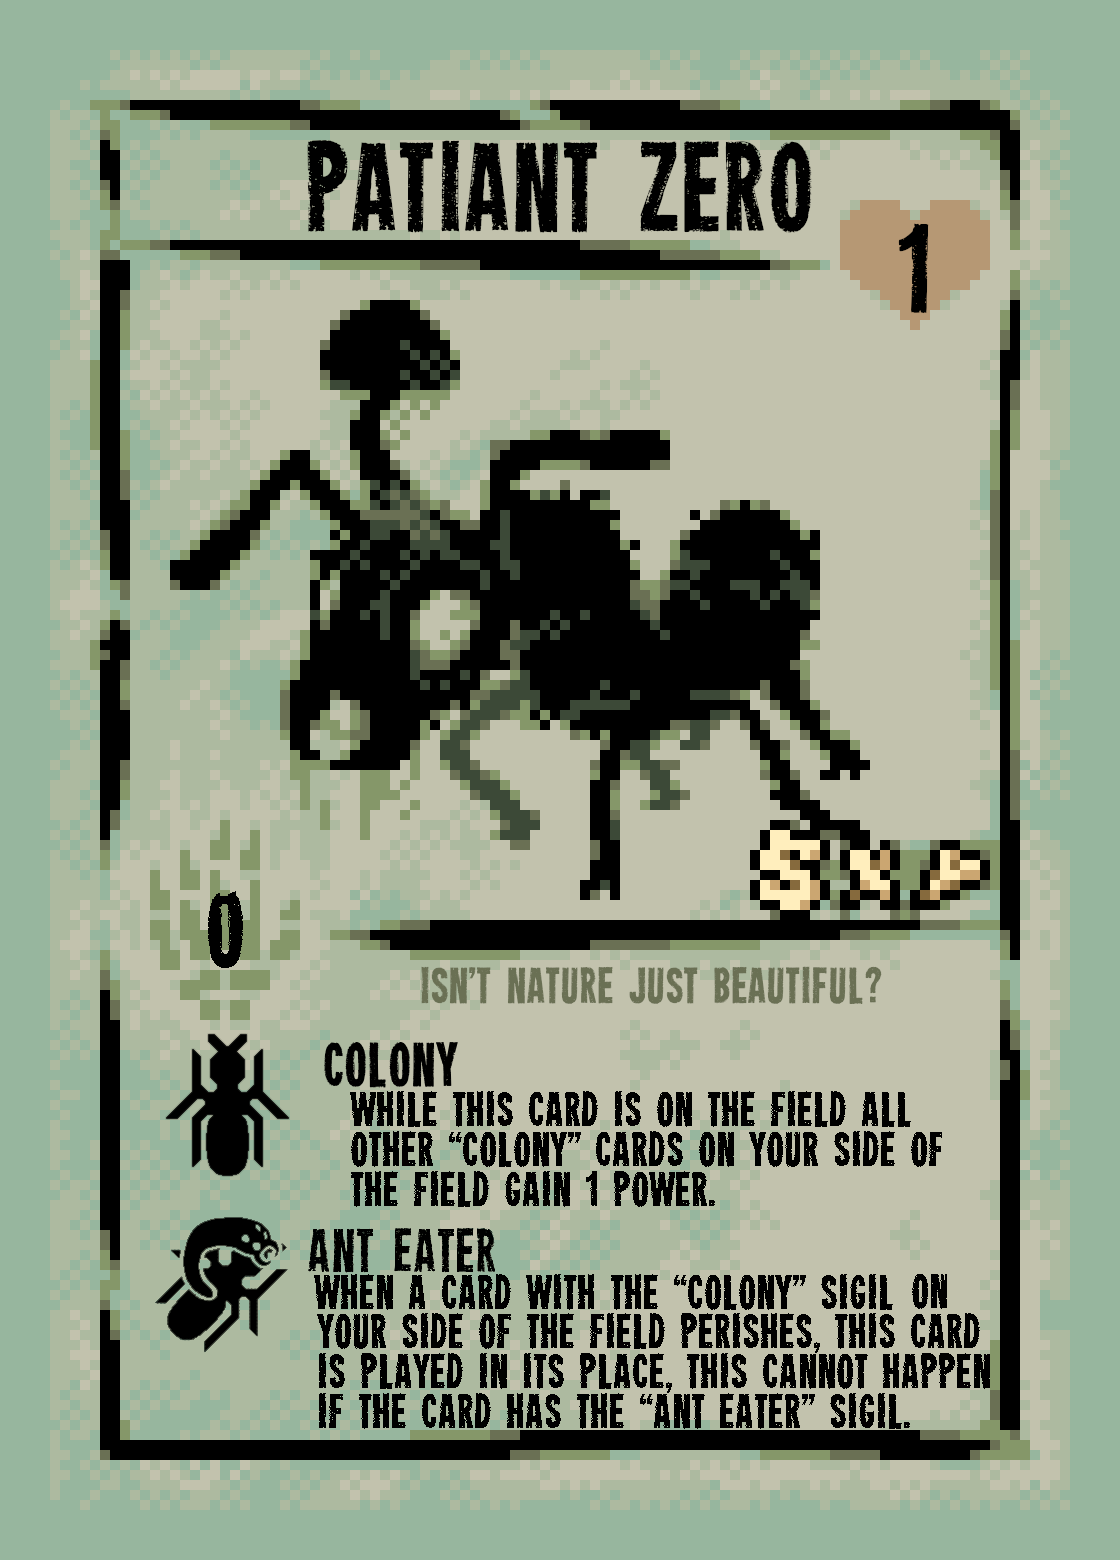 PATIANT ZERO
1
0
ISN'T NATURE JUST BEAUTIFUL?
COLONY
WHILE THIS CARD IS ON THE FIELD ALL
OTHER “COLONY” CARDS ON YOUR SIDE OF
THE FIELD GAIN 1 POWER.
ANT EATER
WHEN A CARD WITH THE “COLONY” SIGIL ON
YOUR SIDE OF THE FIELD PERISHES, THIS CARD
IS PLAYED IN ITS PLACE, THIS CANNOT HAPPEN
IF THE CARD HAS THE “ANT EATER” SIGIL.